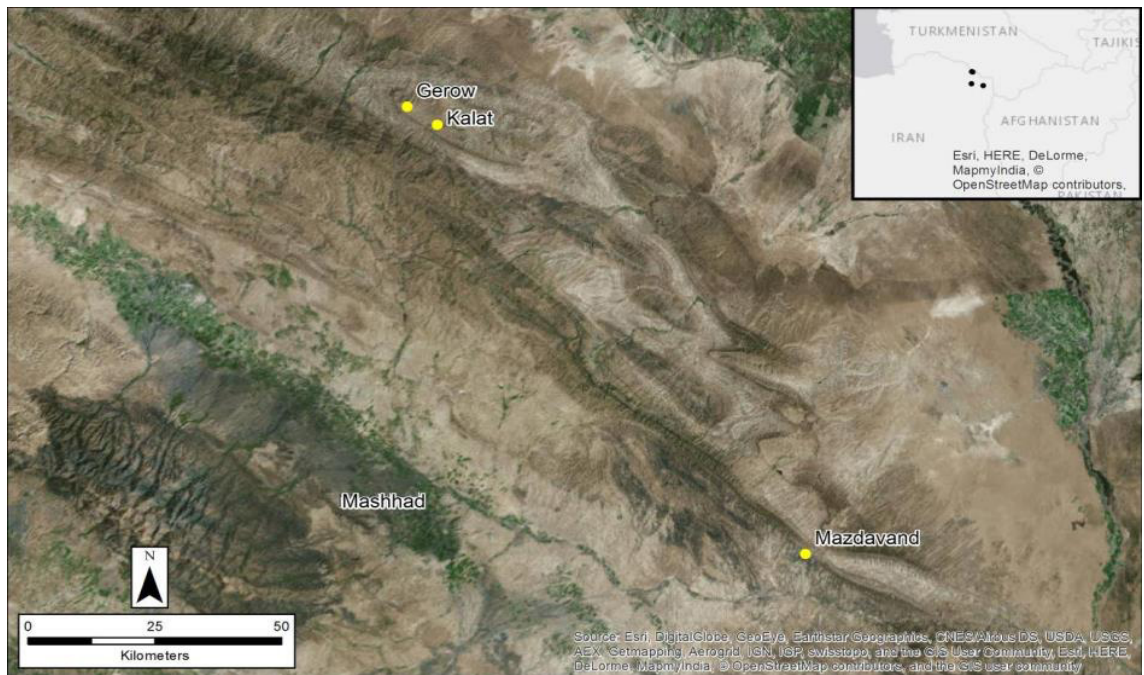 TURKMENISTAN
TAJIKIS
AFGHANISTAN
IRAN
Esri, HERE, DeLorme,
MapmyIndia, ©
OpenStreetMap contributors,
PAKISTAN
Gerow
Kalat
Mashhad
Mazdavand
N
0 25 50
Kilometers
Source: Esri, DigitalGlobe, GeoEye, Earthstar Geographics, CNES/Airbus DS, USDA, USGS,
AEX, Getmapping, Aerogrid, IGN, IGP, swisstopo, and the GIS User Community, Esri, HERE,
DeLorme, MapmyIndia, © OpenStreetMap contributors, and the GIS user community